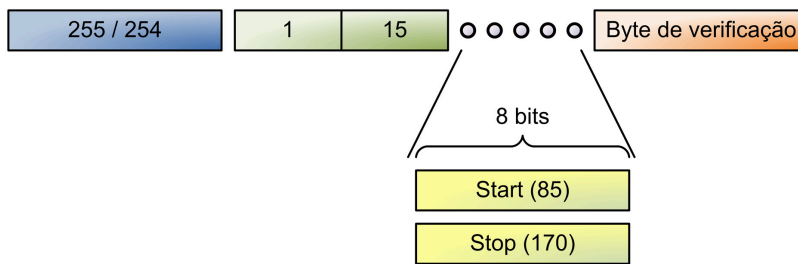 255 / 254 1 15 Byte de verificação
8 bits
Start (85)
Stop (170)